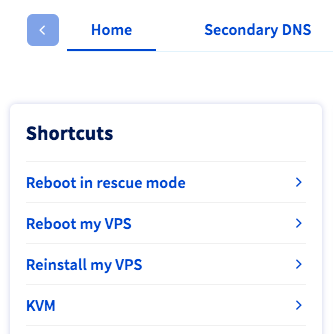 Home
Secondary DNS
Shortcuts
Reboot in rescue mode
Reboot my VPS
Reinstall my VPS
KVM